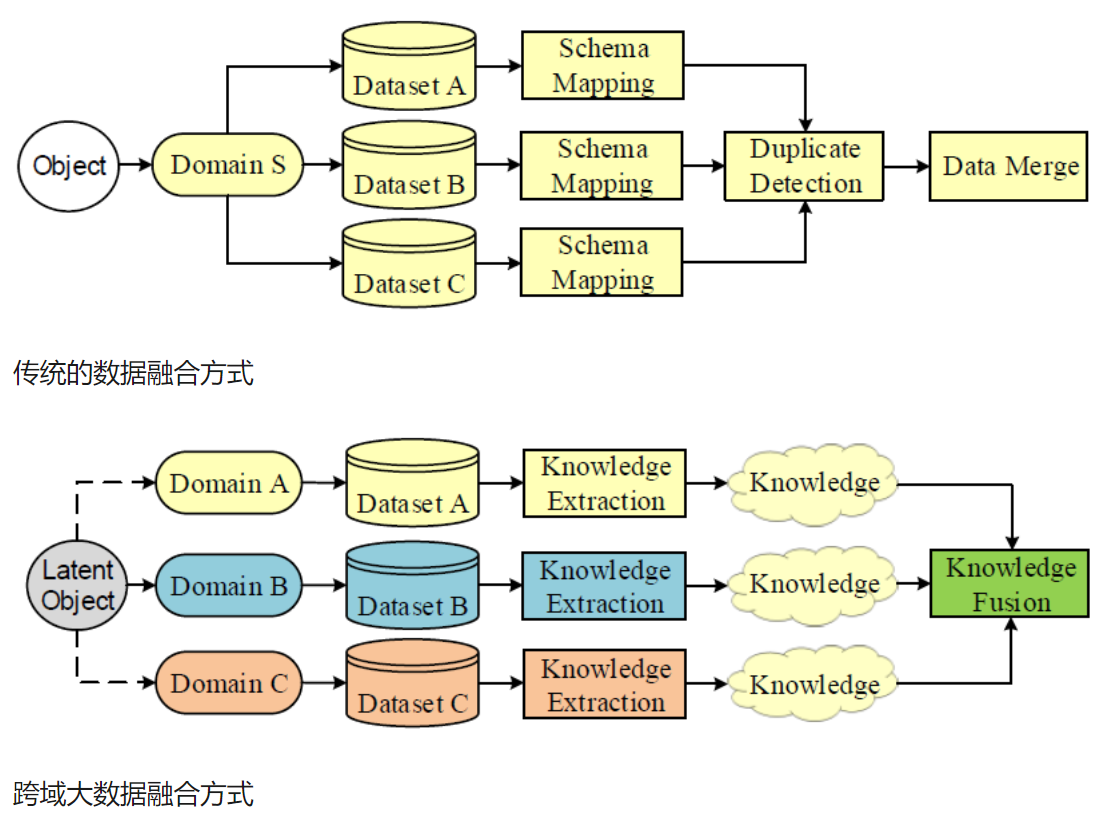 Object
Domain S
Dataset A
Schema
Mapping
Dataset B
Schema
Mapping
Dataset C
Schema
Mapping
Duplicate
Detection
Data Merge
传统的数据融合方式
Latent
Object
Domain A
Dataset A
Knowledge
Extraction
Knowledge
Domain B
Dataset B
Knowledge
Extraction
Knowledge
Domain C
Dataset C
Knowledge
Extraction
Knowledge
Knowledge
Fusion
跨域大数据融合方式